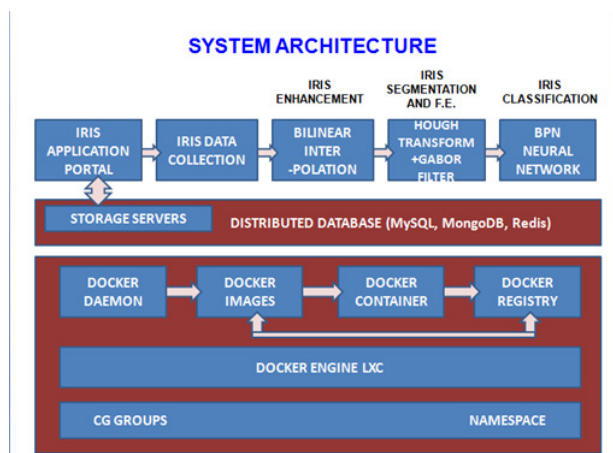 SYSTEM ARCHITECTURE
IRIS
ENHANCEMENT
IRIS
SEGMENTATION
AND F.E.
IRIS
CLASSIFICATION
IRIS
APPLICATION
PORTAL
IRIS DATA
COLLECTION
BILINEAR
INTER
-POLATION
HOUGH
TRANSFORM
+GABOR
FILTER
BPN
NEURAL
NETWORK
STORAGE SERVERS
DISTRIBUTED DATABASE (MySQL, MongoDB, Redis)
DOCKER
DAEMON
DOCKER
IMAGES
DOCKER
CONTAINER
DOCKER
REGISTRY
DOCKER ENGINE LXC
CG GROUPS
NAMESPACE